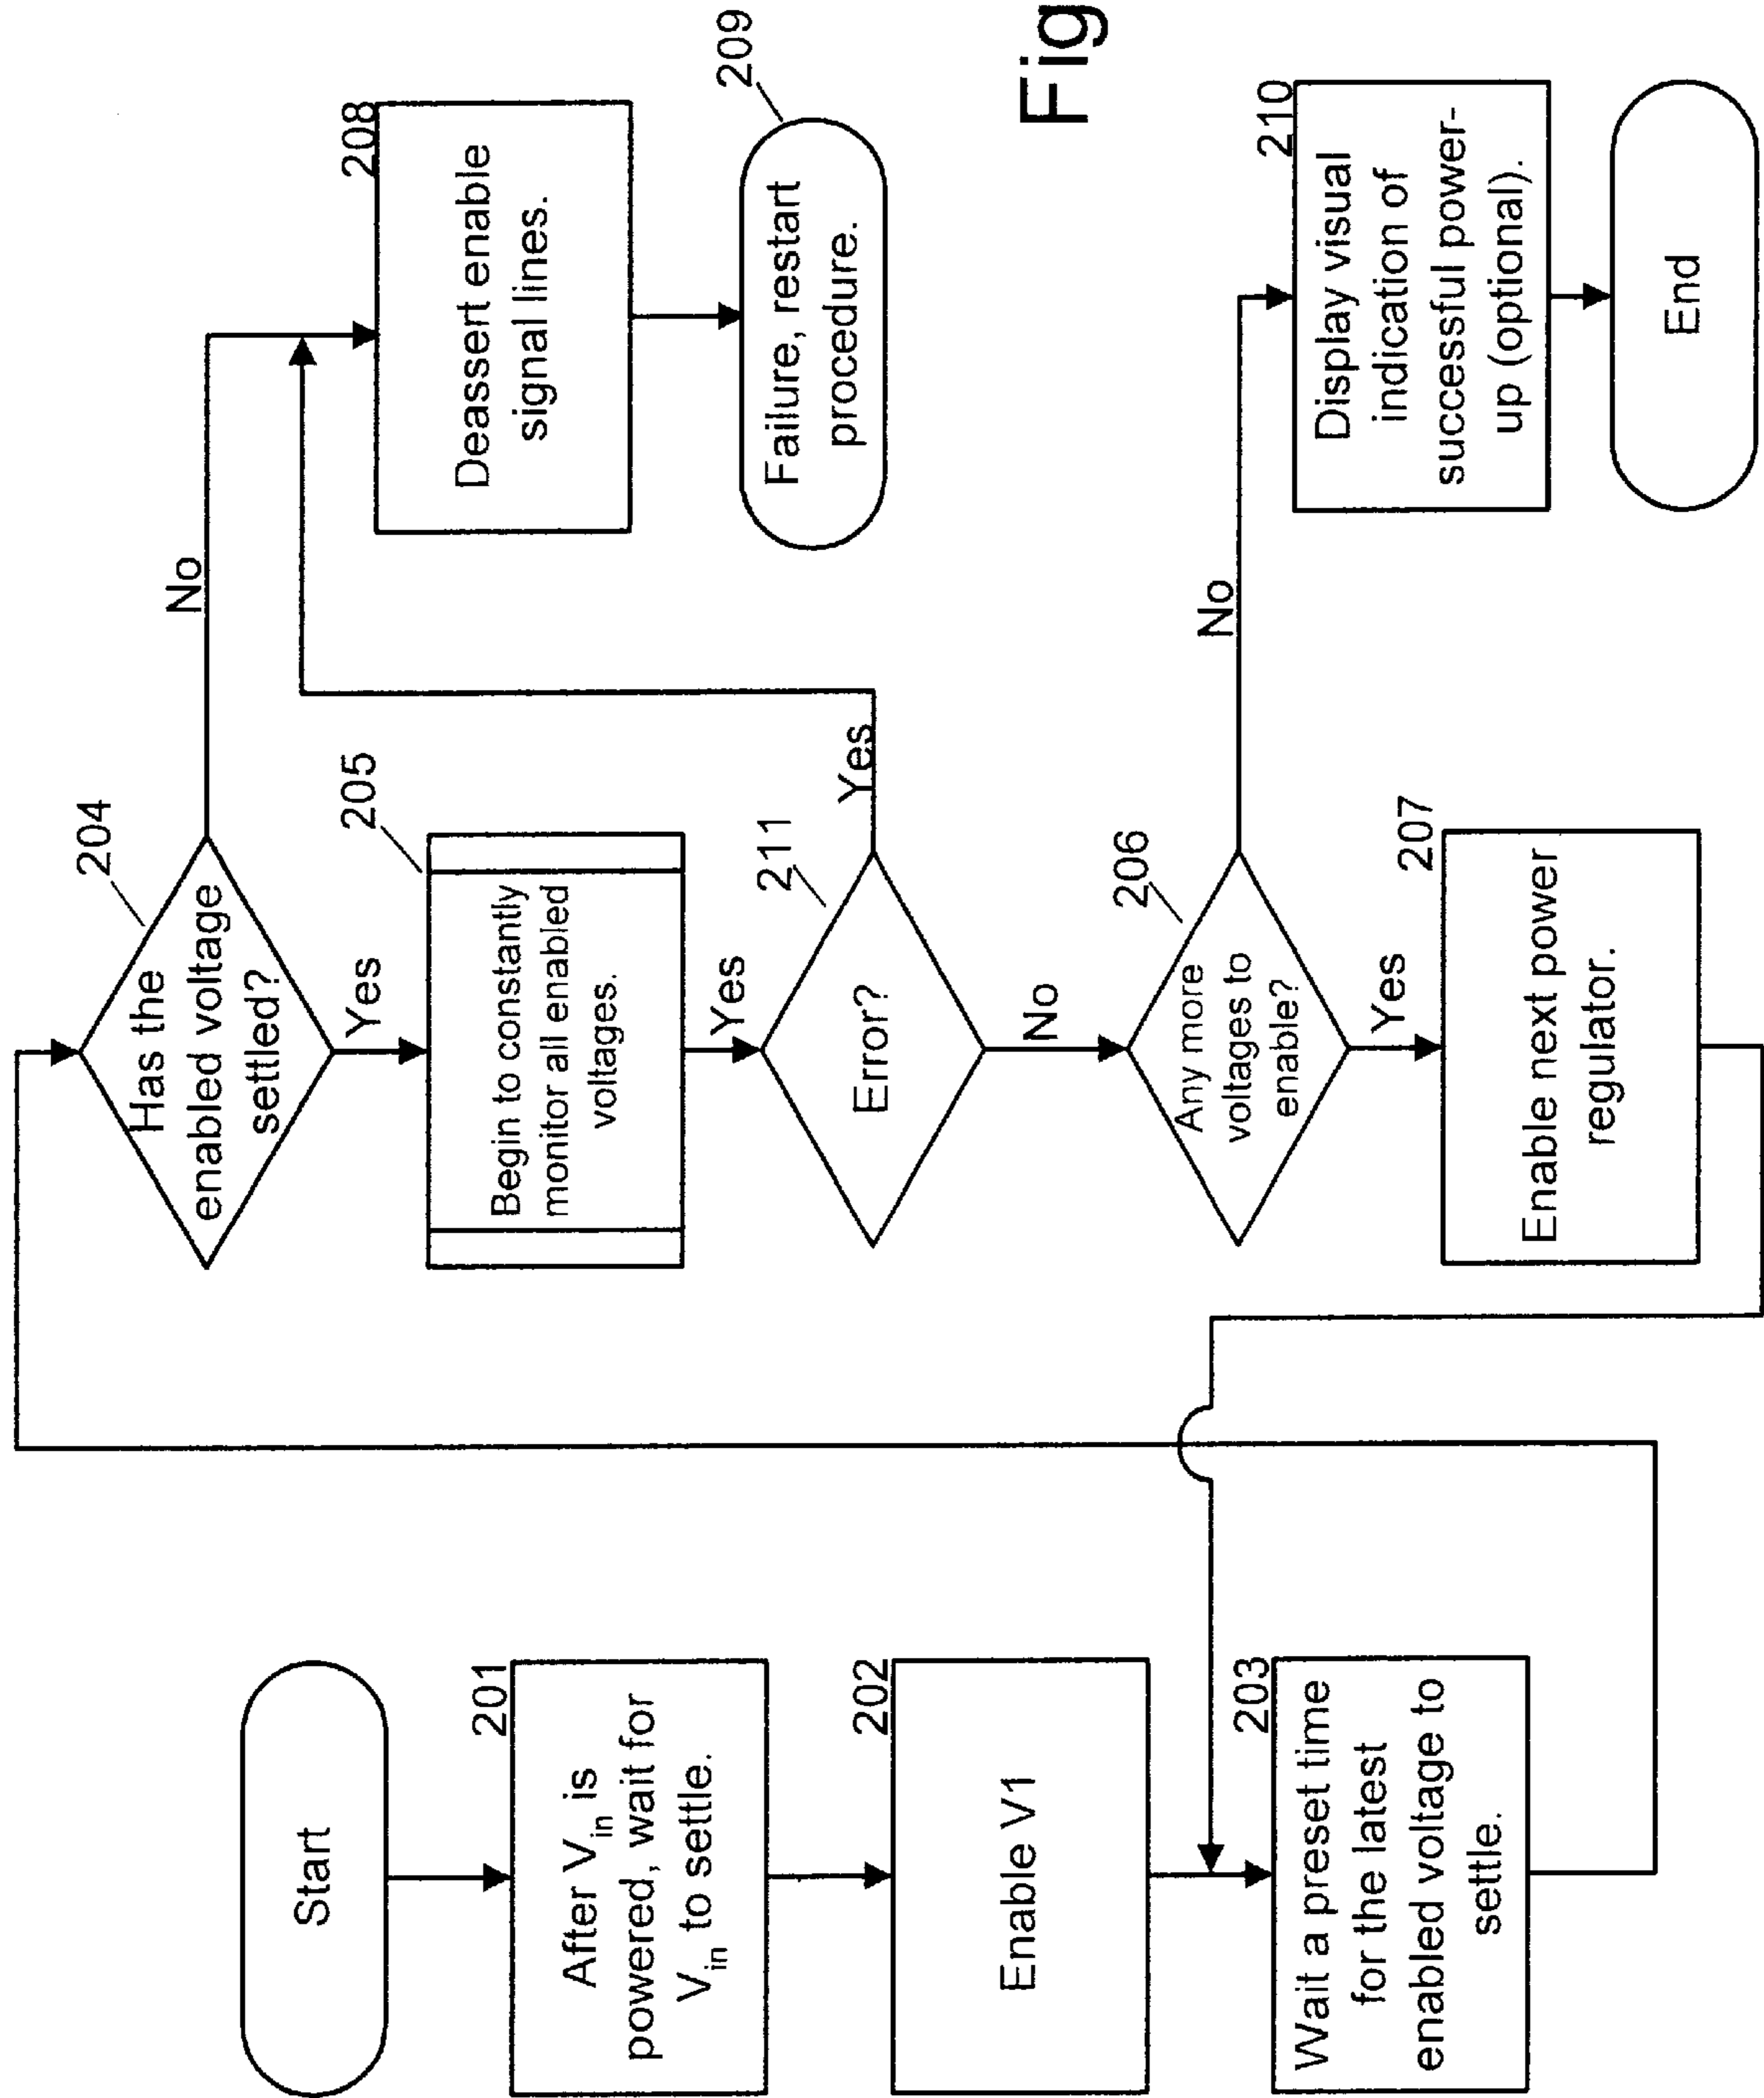 Start
201
After Vin is
powered, wait for
Vin to settle.
202
Enable V1
203
Wait a preset time
for the latest
enabled voltage to
settle.
204
Has the
enabled voltage
settled?
No
Yes
205
Begin to constantly
monitor all enabled
voltages.
Yes
211
Error?
Yes
No
206
Any more
voltages to
enable?
No
Yes
207
Enable next power
regulator.
208
Deassert enable
signal lines.
209
Failure, restart
procedure.
Fig
210
Display visual
indication of
successful power-
up (optional).
End